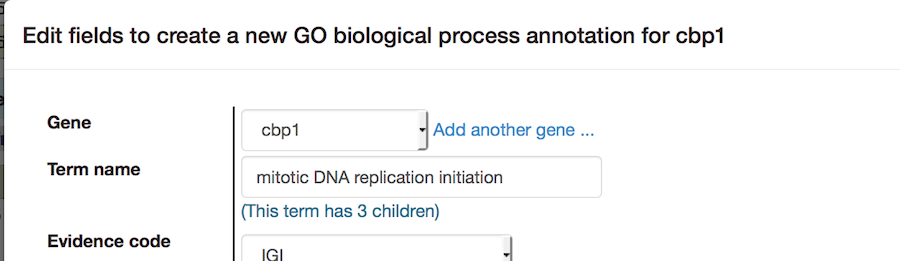 Edit fields to create a new GO biological process annotation for cbp1
Gene
cbp1
Add another gene ...
Term name
mitotic DNA replication initiation
(This term has 3 children)
Evidence code
IGI